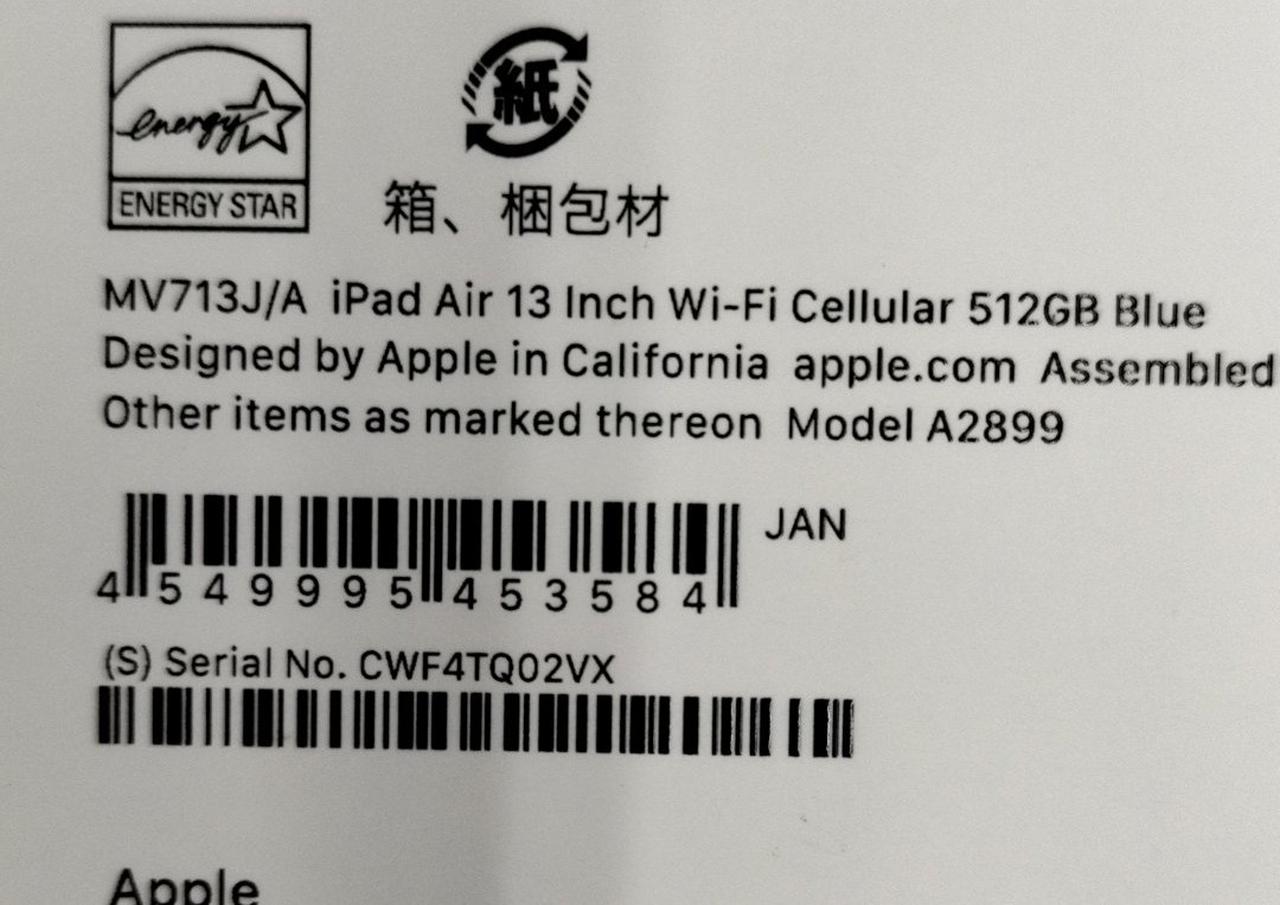 energy
ENERGY STAR
紙
箱、梱包材
MV713J/A iPad Air 13 Inch Wi-Fi Cellular 512GB Blue
Designed by Apple in California apple.com Assembled
Other items as marked thereon Model A2899
JAN
4 549995 453584
(S) Serial No. CWF4TQ02VX
Apple